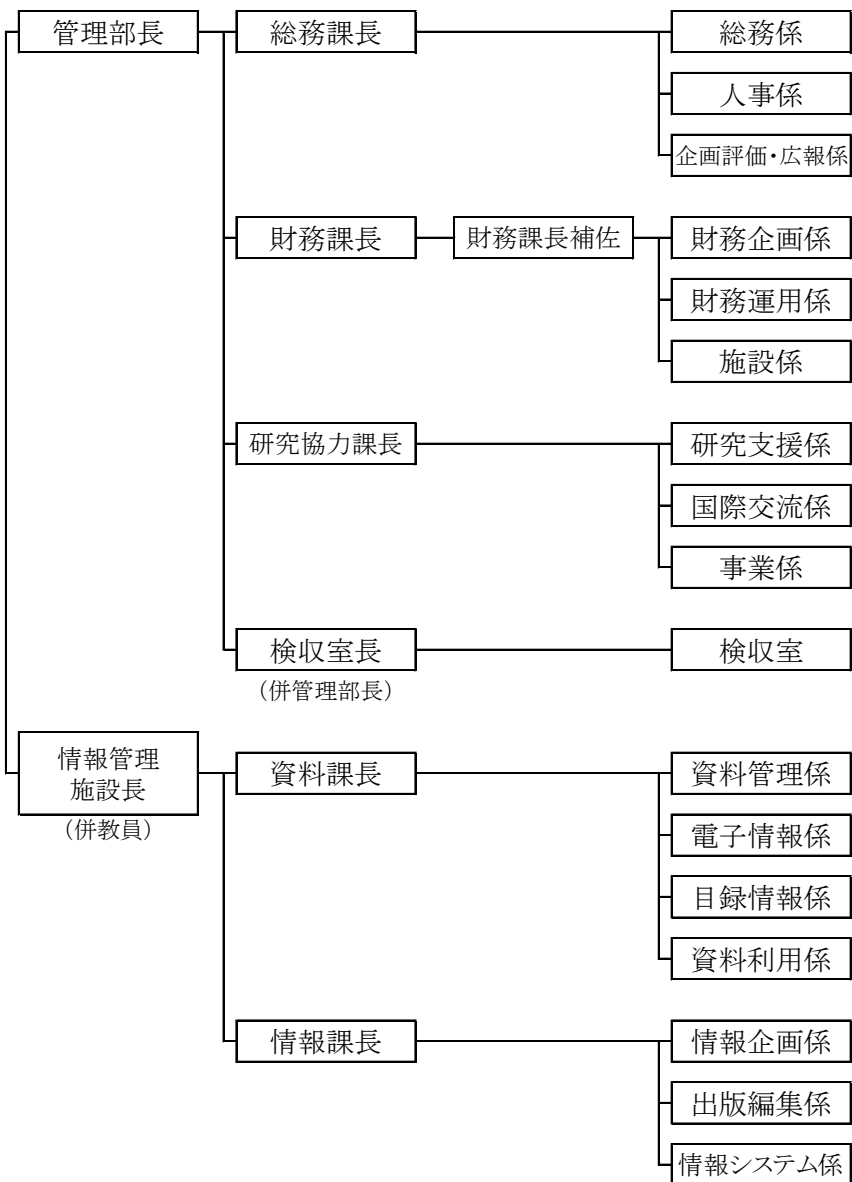 管理部長
総務課長
総務係
人事係
企画評価・広報係
財務課長
財務課長補佐
財務企画係
財務運用係
施設係
研究協力課長
研究支援係
国際交流係
事業係
検収室長
（併管理部長）
検収室
情報管理
施設長
（併教員）
資料課長
資料管理係
電子情報係
目録情報係
資料利用係
情報課長
情報企画係
出版編集係
情報システム係